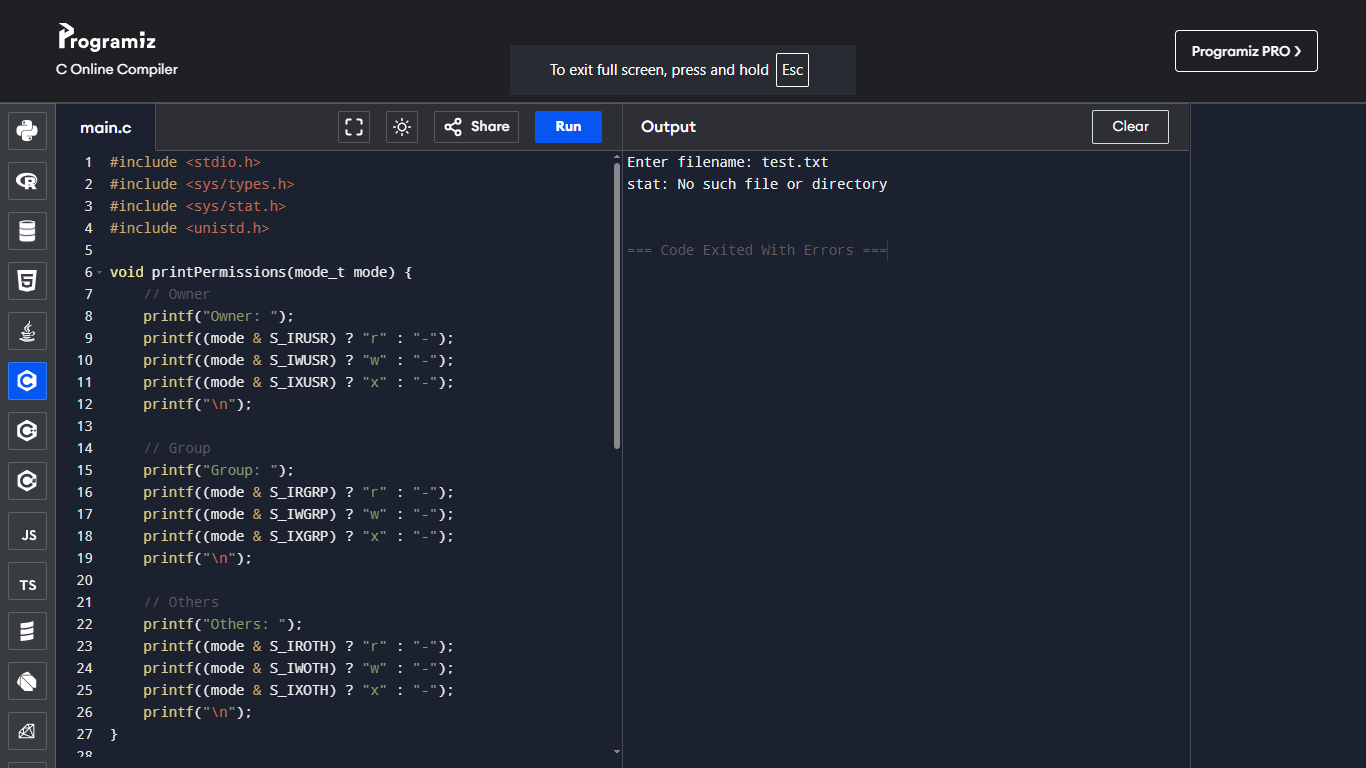 Programiz
C Online Compiler
To exit full screen, press and hold Esc
Programiz PRO >
main.c
Share
Run
Output
Clear
1 #include <stdio.h>
2 #include <sys/types.h>
3 #include <sys/stat.h>
4 #include <unistd.h>
5
6 void printPermissions(mode_t mode) {
7     // Owner
8     printf("Owner: ");
9     printf((mode & S_IRUSR) ? "r" : "-");
10     printf((mode & S_IWUSR) ? "w" : "-");
11     printf((mode & S_IXUSR) ? "x" : "-");
12     printf("\n");
13
14     // Group
15     printf("Group: ");
16     printf((mode & S_IRGRP) ? "r" : "-");
17     printf((mode & S_IWGRP) ? "w" : "-");
18     printf((mode & S_IXGRP) ? "x" : "-");
19     printf("\n");
20
21     // Others
22     printf("Others: ");
23     printf((mode & S_IROTH) ? "r" : "-");
24     printf((mode & S_IWOTH) ? "w" : "-");
25     printf((mode & S_IXOTH) ? "x" : "-");
26     printf("\n");
27 }
28
Enter filename: test.txt
stat: No such file or directory
=== Code Exited With Errors ===
JS
TS